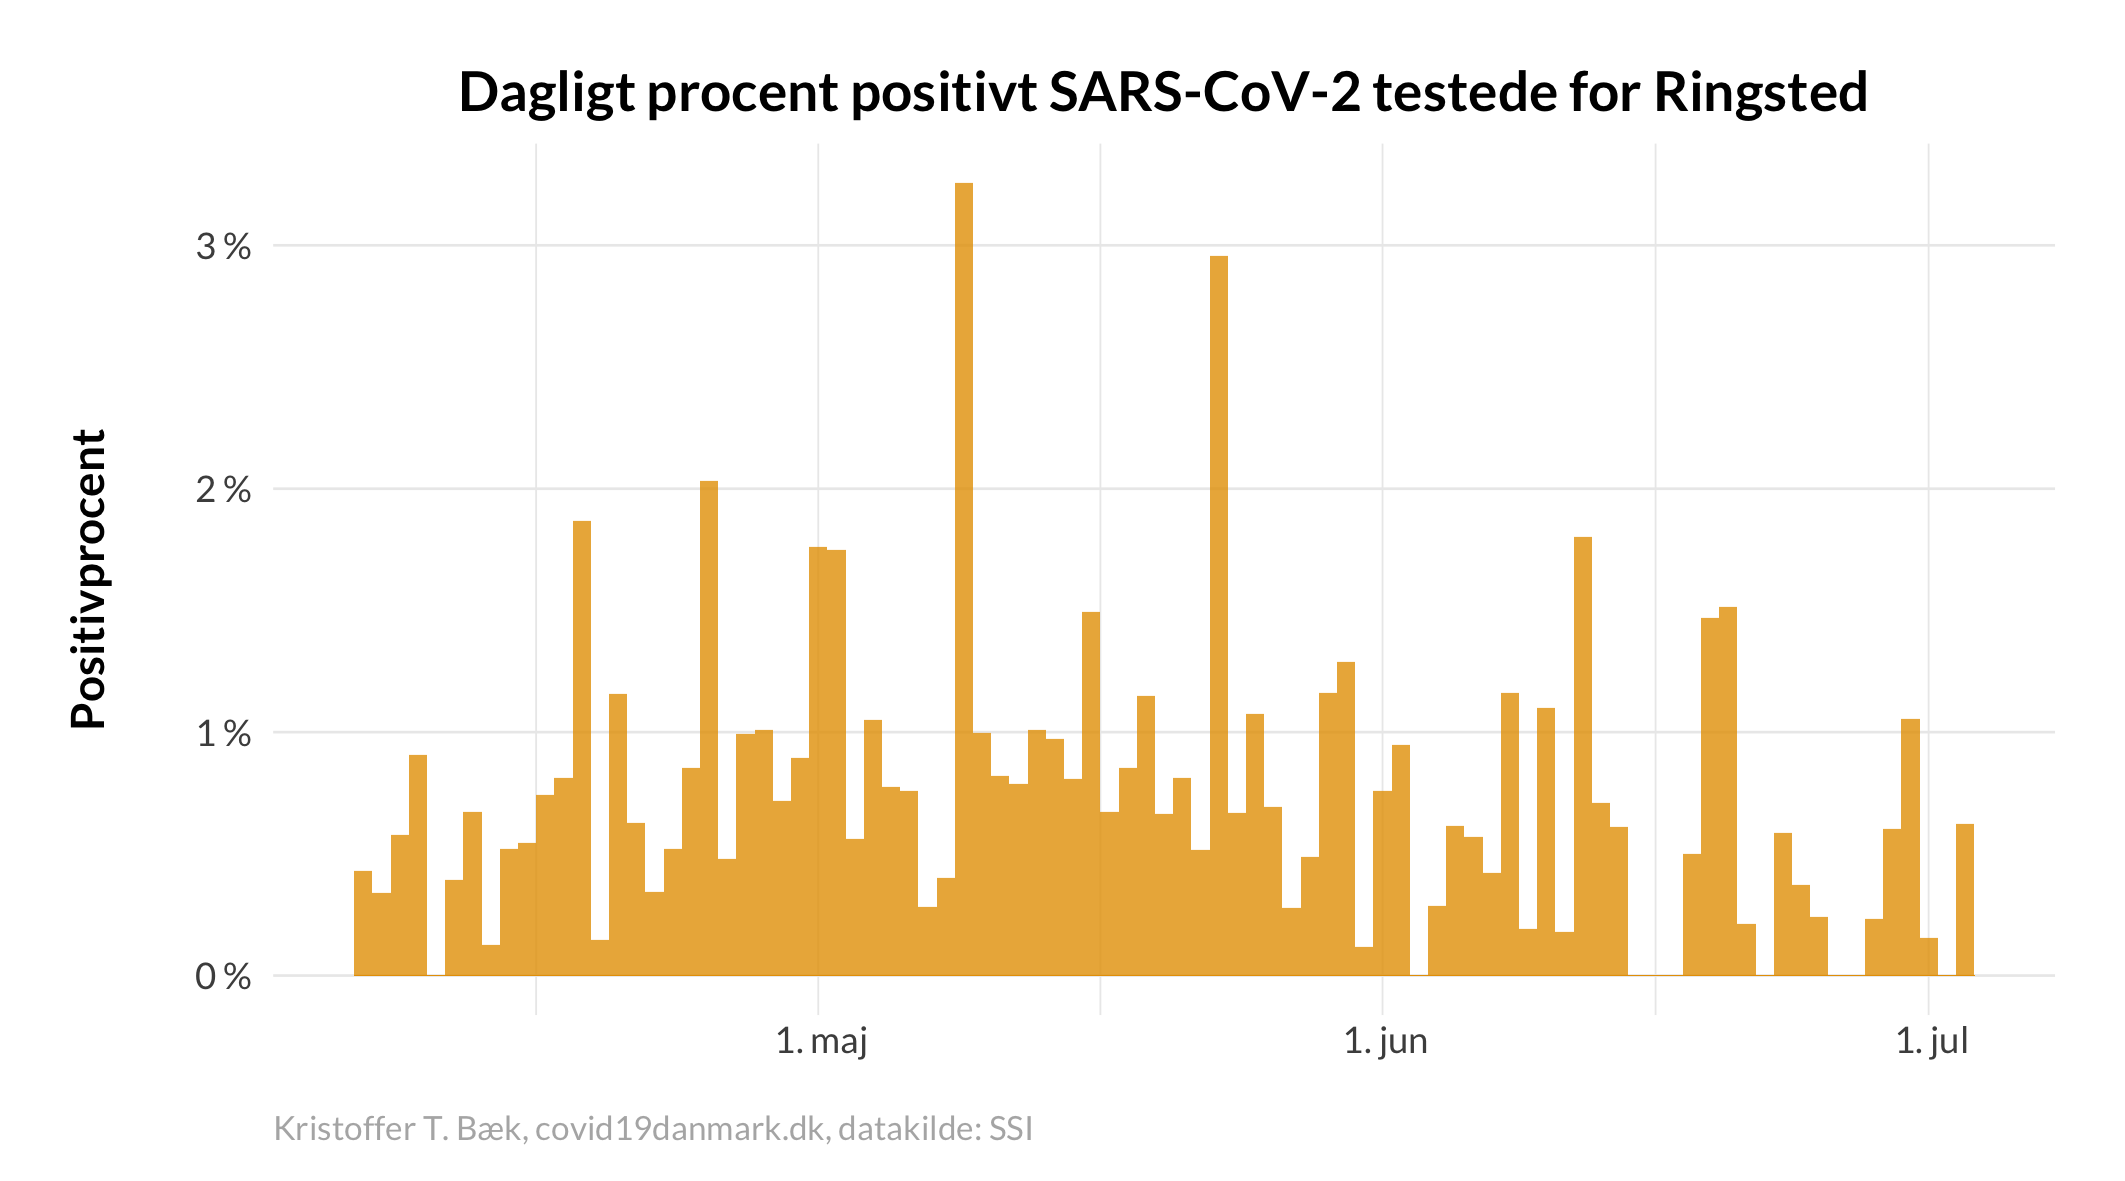 Dagligt procent positivt SARS-CoV-2 testede for Ringsted
Positivprocent
3 %
2 %
1 %
0 %
1. maj
1. jun
1. jul
Kristoffer T. Bæk, covid19danmark.dk, datakilde: SSI